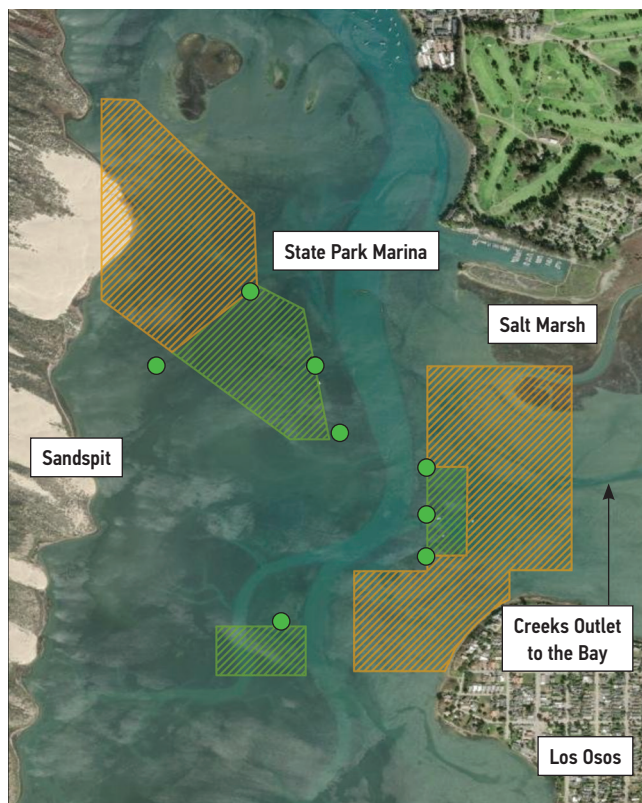 State Park Marina
Salt Marsh
Sandspit
Creeks Outlet
to the Bay
Los Osos